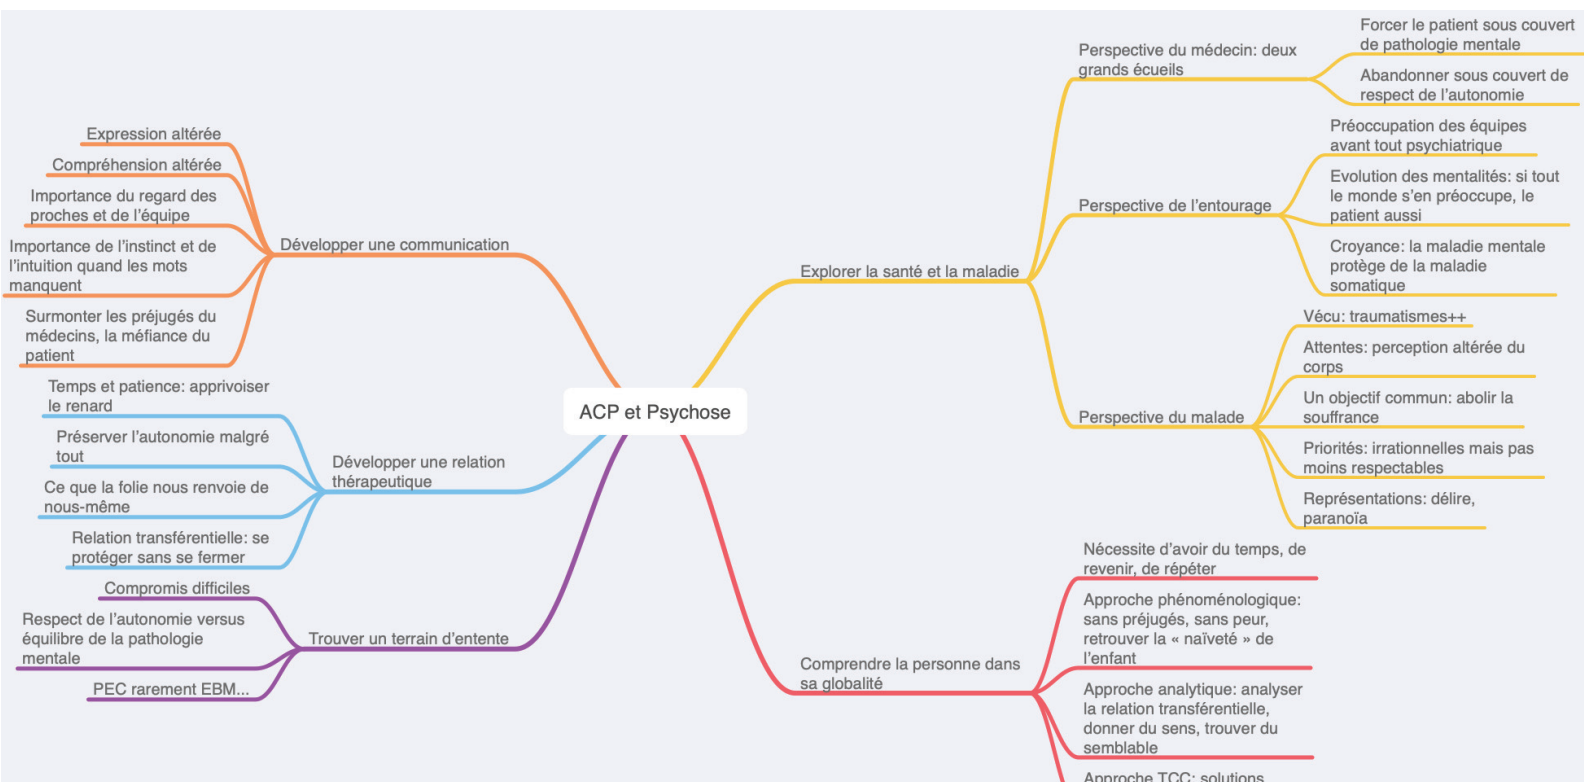 ACP et Psychose
Développer une communication
Expression altérée
Compréhension altérée
Importance du regard des
proches et de l'équipe
Importance de l'instinct et de
l'intuition quand les mots
manquent
Surmonter les préjugés du
médecins, la méfiance du
patient
Développer une relation
thérapeutique
Temps et patience: apprivoiser
le renard
Préserver l'autonomie malgré
tout
Ce que la folie nous renvoie de
nous-même
Relation transférentielle: se
protéger sans se fermer
Trouver un terrain d'entente
Compromis difficiles
Respect de l'autonomie versus
équilibre de la pathologie
mentale
PEC rarement EBM...
Explorer la santé et la maladie
Perspective du médecin: deux
grands écueils
Forcer le patient sous couvert
de pathologie mentale
Abandonner sous couvert de
respect de l'autonomie
Perspective de l'entourage
Préoccupation des équipes
avant tout psychiatrique
Evolution des mentalités: si tout
le monde s'en préoccupe, le
patient aussi
Croyance: la maladie mentale
protège de la maladie
somatique
Perspective du malade
Vécu: traumatismes++
Attentes: perception altérée du
corps
Un objectif commun: abolir la
souffrance
Priorités: irrationnelles mais pas
moins respectables
Représentations: délire,
paranoïa
Comprendre la personne dans
sa globalité
Nécessite d'avoir du temps, de
revenir, de répéter
Approche phénoménologique:
sans préjugés, sans peur,
retrouver la « naïveté » de
l'enfant
Approche analytique: analyser
la relation transférentielle,
donner du sens, trouver du
semblable
Approche TCC: solutions